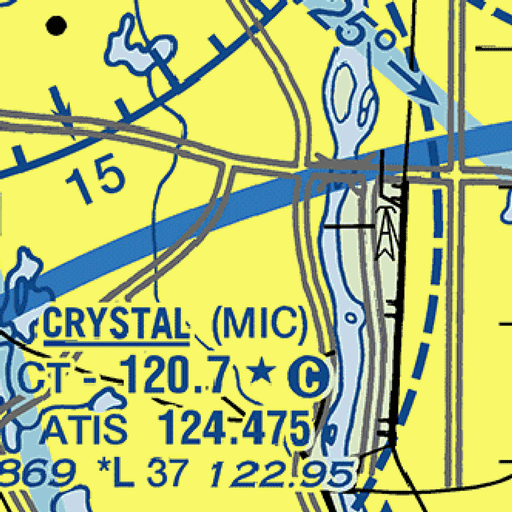 25°
15
CRYSTAL (MIC)
CT - 120.7 ★ C
ATIS 124.475
869 *L 37 122.95